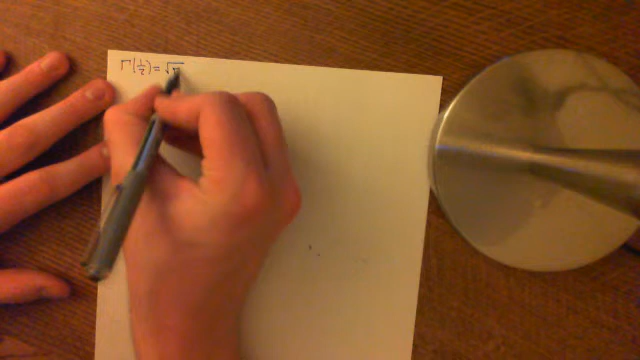 Γ(1/2) = √π